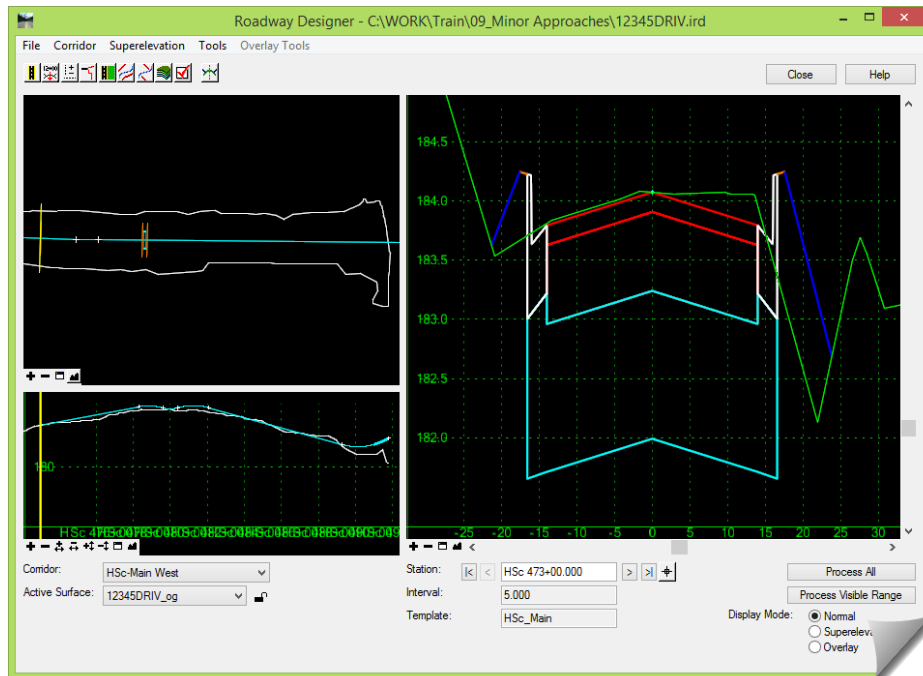 Roadway Designer - C:\WORK\Train\09_Minor Approaches\12345DRIV.ird
File Corridor Superelevation Tools Overlay Tools
Close Help
184.5
184.0
183.5
183.0
182.5
182.0
-25 -20 -15 -10 -5 0 5 10 15 20 25 30
180
Corridor: HSc-Main West
Active Surface: 12345DRIV_og
Station: HSc 473+00.000
Interval: 5.000
Template: HSc_Main
Process All
Process Visible Range
Display Mode: Normal
Supereleva
Overlay